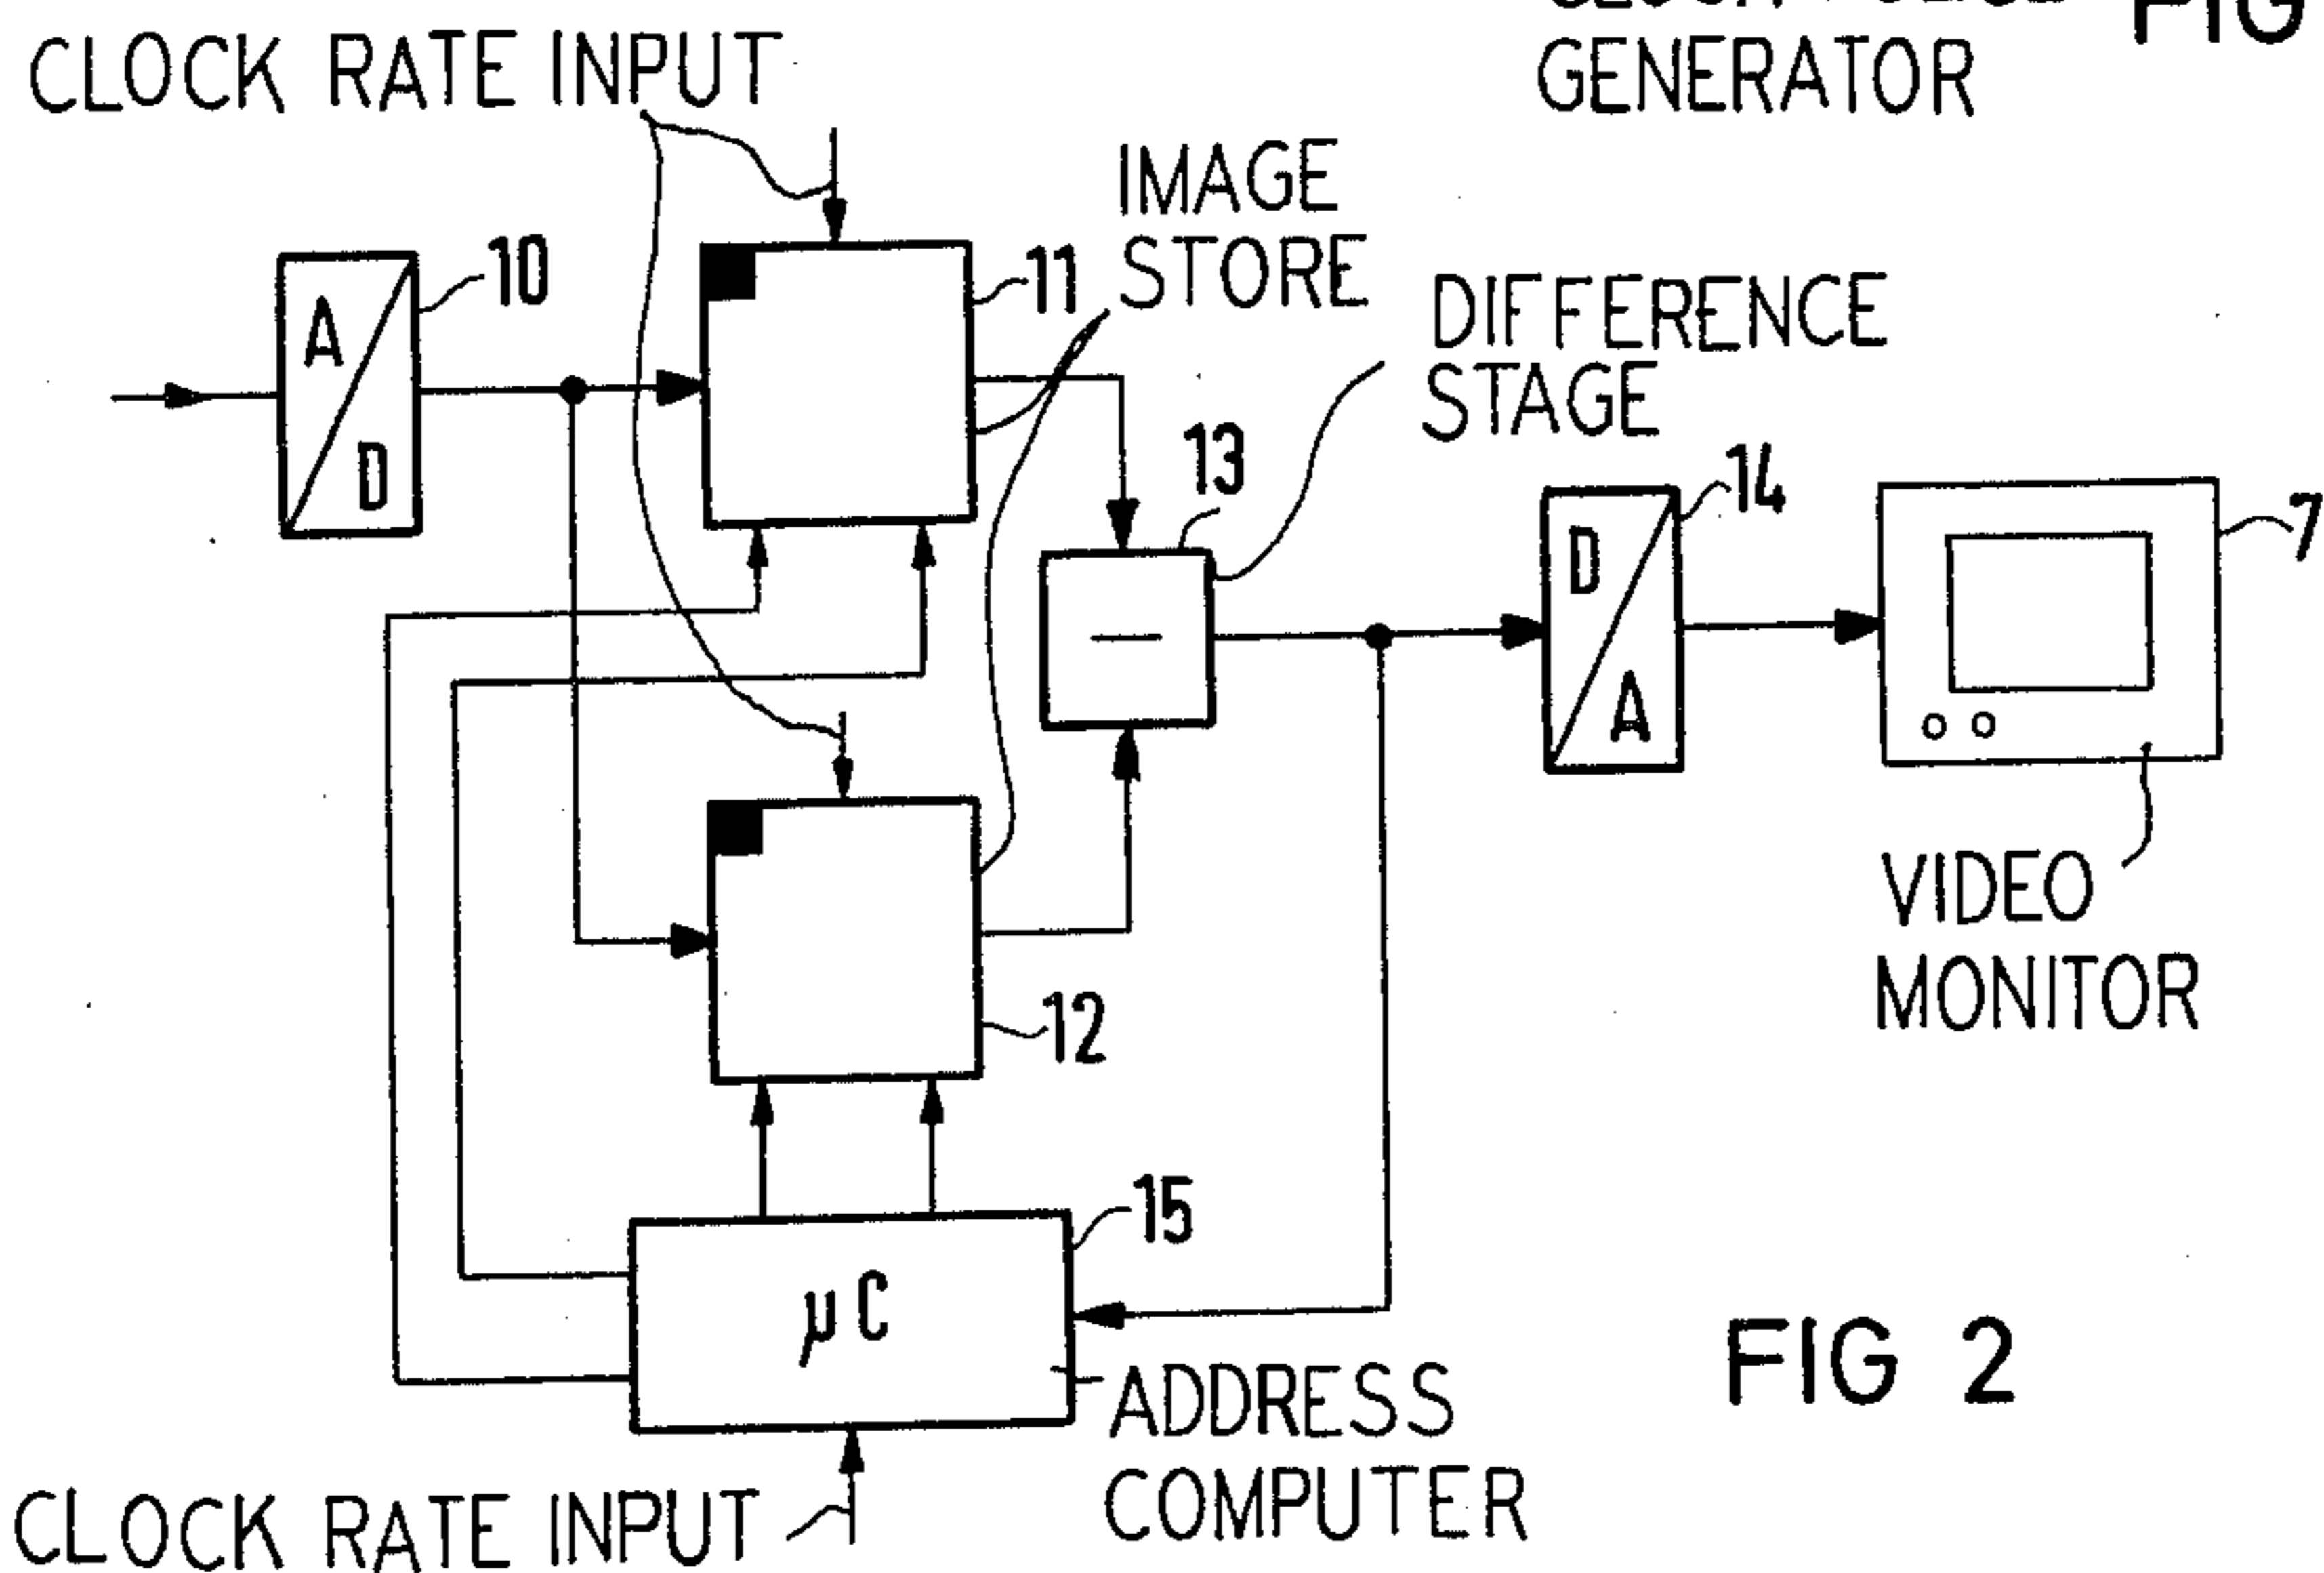 CLOCK RATE INPUT
GENERATOR
IMAGE
STORE
DIFFERENCE
STAGE
10
11
13
14
7
A
D
D
A
VIDEO
MONITOR
12
15
µC
ADDRESS
COMPUTER
CLOCK RATE INPUT
FIG 2